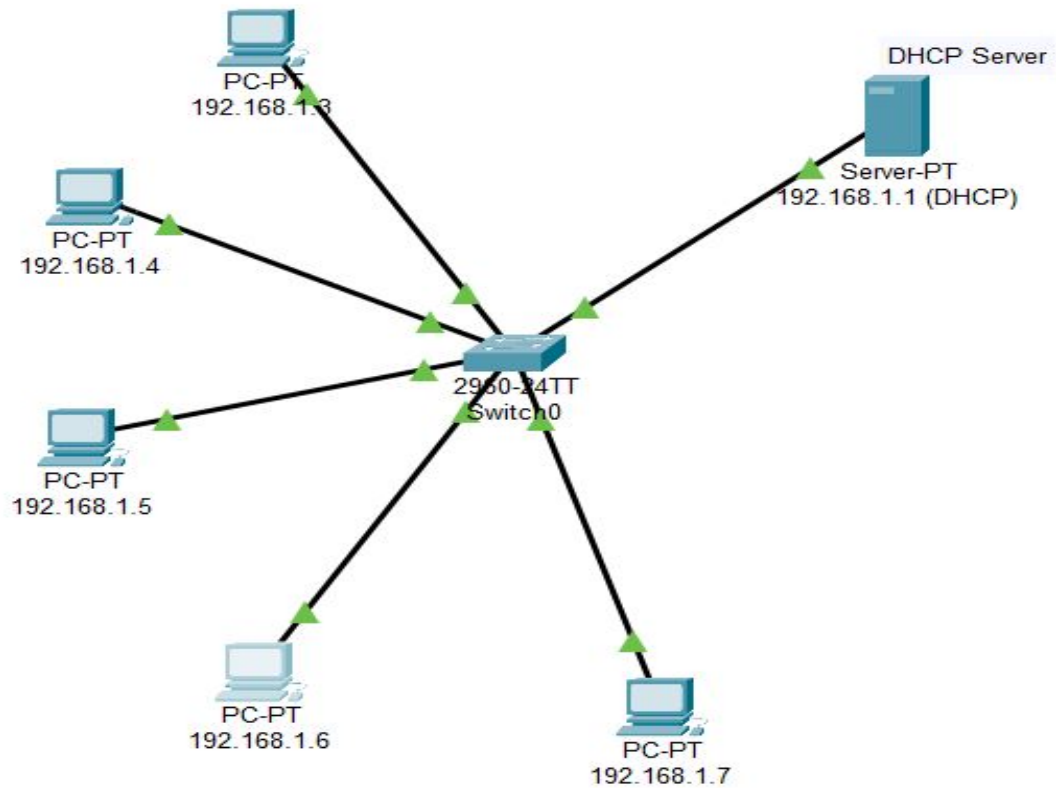 PC-PT
192.168.1.3
DHCP Server
Server-PT
192.168.1.1 (DHCP)
PC-PT
192.168.1.4
2960-24TT
Switch0
PC-PT
192.168.1.5
PC-PT
192.168.1.6
PC-PT
192.168.1.7